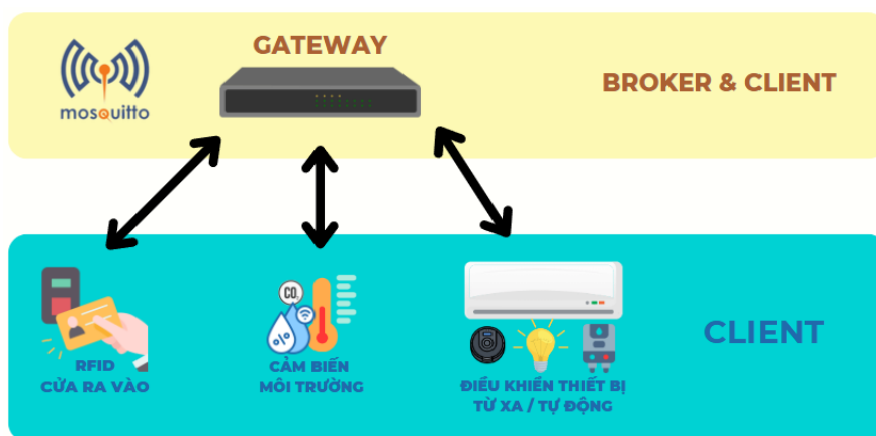 GATEWAY
mosquitto
BROKER & CLIENT
CO₂
%
RFID
CỬA RA VÀO
CẢM BIẾN
MÔI TRƯỜNG
ĐIỀU KHIỂN THIẾT BỊ
TỪ XA / TỰ ĐỘNG
CLIENT